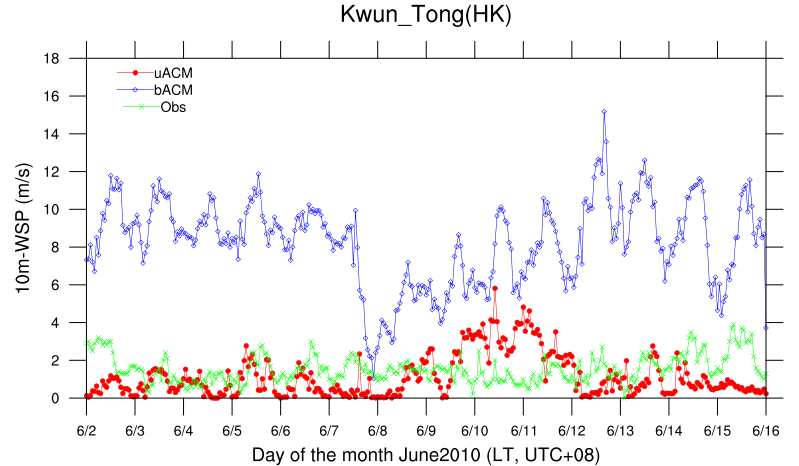 Kwun_Tong(HK)
uACM
bACM
Obs
10m-WSP (m/s)
18
16
14
12
10
8
6
4
2
0
6/2 6/3 6/4 6/5 6/6 6/7 6/8 6/9 6/10 6/11 6/12 6/13 6/14 6/15 6/16
Day of the month June2010 (LT, UTC+08)